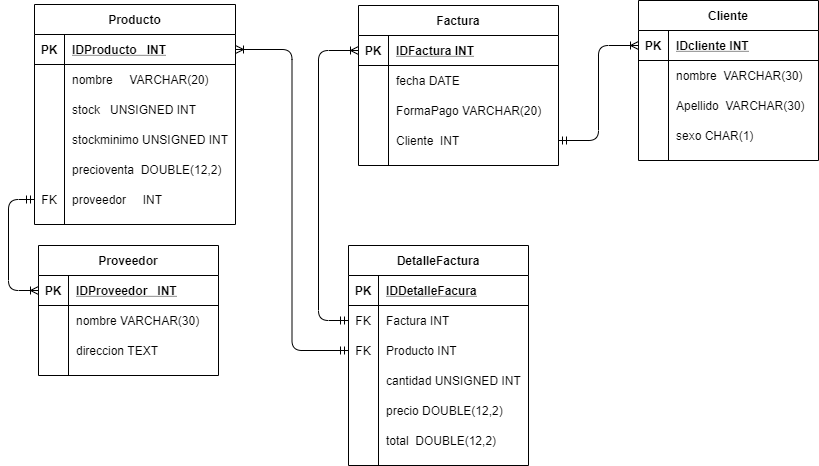 Producto
PK IDProducto INT
nombre VARCHAR(20)
stock UNSIGNED INT
stockminimo UNSIGNED INT
precioventa DOUBLE(12,2)
FK proveedor INT
Factura
PK IDFactura INT
fecha DATE
FormaPago VARCHAR(20)
Cliente INT
Cliente
PK IDcliente INT
nombre VARCHAR(30)
Apellido VARCHAR(30)
sexo CHAR(1)
Proveedor
PK IDProveedor INT
nombre VARCHAR(30)
direccion TEXT
DetalleFactura
PK IDDetalleFacura
FK Factura INT
FK Producto INT
cantidad UNSIGNED INT
precio DOUBLE(12,2)
total DOUBLE(12,2)